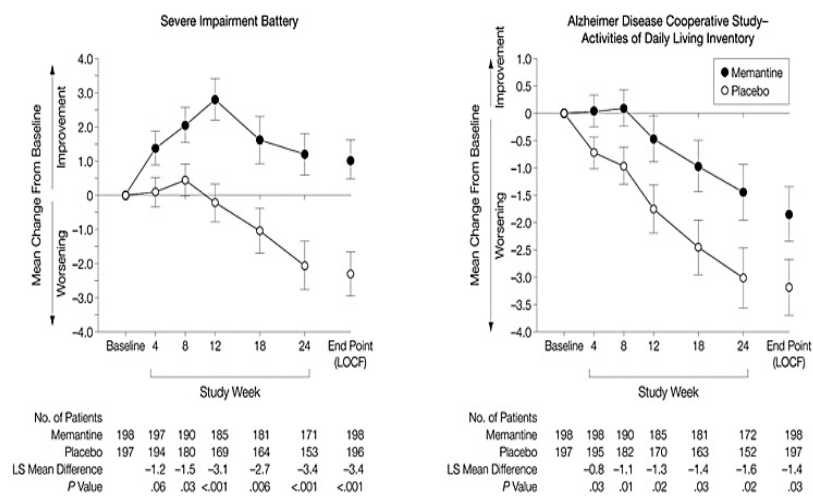 Severe Impairment Battery
4.0
3.0
2.0
1.0
0
−1.0
−2.0
−3.0
−4.0
Mean Change From Baseline
Improvement
Worsening
Baseline 4 8 12 18 24 End Point
(LOCF)
Study Week
No. of Patients
Memantine 198 197 190 185 181 171 198
Placebo 197 194 180 169 164 153 196
LS Mean Difference −1.2 −1.5 −3.1 −2.7 −3.4 −3.4
P Value .06 .03 <.001 .006 <.001 <.001
Alzheimer Disease Cooperative Study–
Activities of Daily Living Inventory
1.0
0.5
0
−0.5
−1.0
−1.5
−2.0
−2.5
−3.0
−3.5
−4.0
Mean Change From Baseline
Improvement
Worsening
Memantine
Placebo
Baseline 4 8 12 18 24 End Point
(LOCF)
Study Week
No. of Patients
Memantine 198 198 190 185 181 172 198
Placebo 197 195 182 170 163 152 197
LS Mean Difference −0.8 −1.1 −1.3 −1.4 −1.6 −1.4
P Value .03 .01 .02 .03 .02 .03